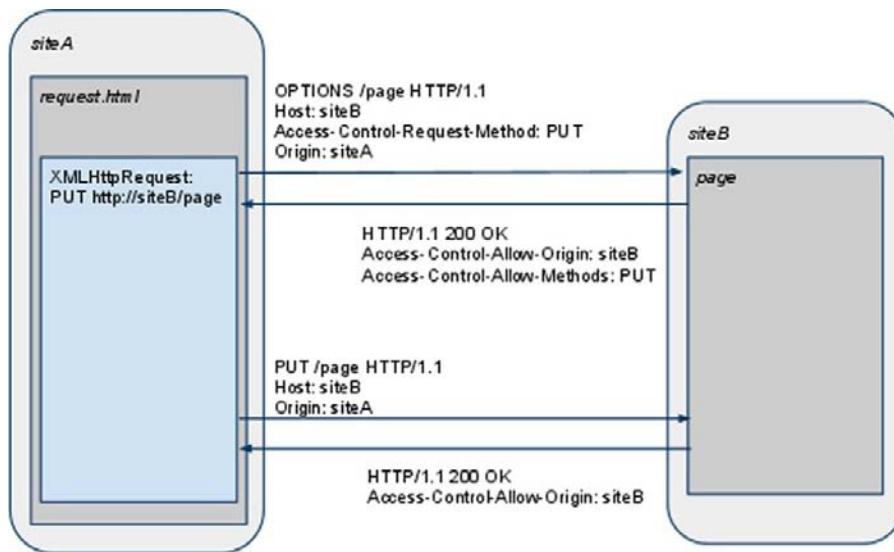 siteA
request.html
XMLHttpRequest:
PUT http://siteB/page
OPTIONS /page HTTP/1.1
Host: siteB
Access-Control-Request-Method: PUT
Origin: siteA
siteB
page
HTTP/1.1 200 OK
Access-Control-Allow-Origin: siteB
Access-Control-Allow-Methods: PUT
PUT /page HTTP/1.1
Host: siteB
Origin: siteA
HTTP/1.1 200 OK
Access-Control-Allow-Origin: siteB